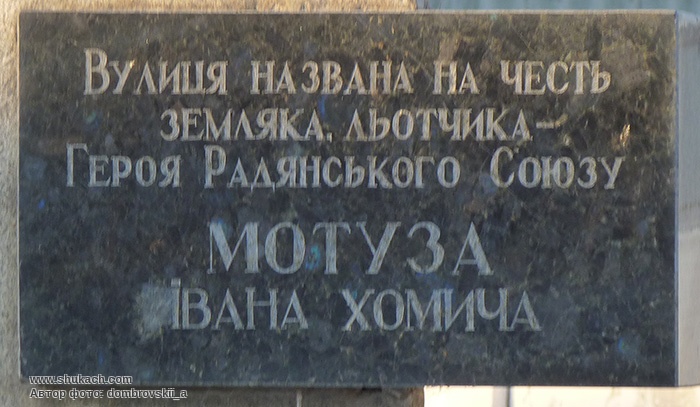 Вулиця названа на честь
земляка, льотчика–
Героя Радянського Союзу
МОТУЗА
Івана Хомича
www.shukach.com
Автор фото: dombrovskii_a